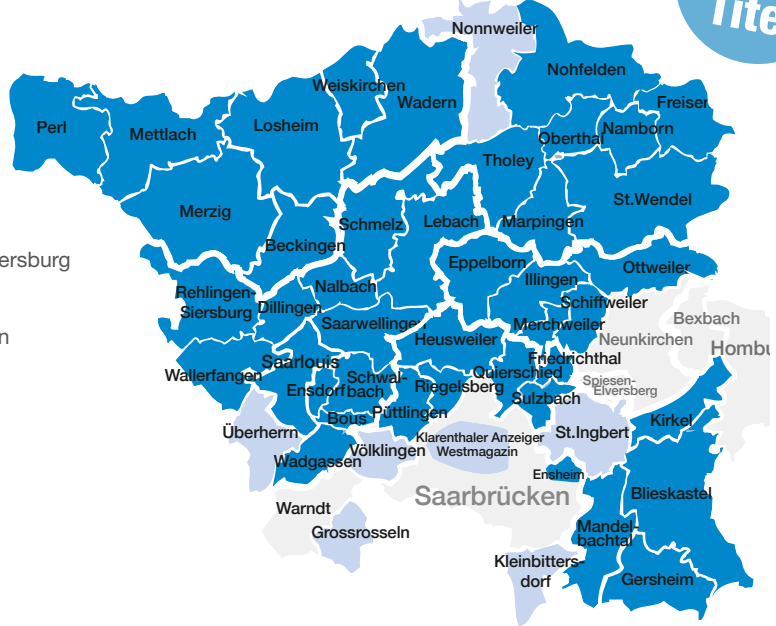 Tite
Nonnweiler
Nohfelden
Weiskirchen
Wadern
Freisen
Perl
Mettlach
Losheim
Oberthal
Namborn
Tholey
St.Wendel
Merzig
Schmelz
Lebach
Marpingen
Beckingen
ersburg
Eppelborn
Ottweiler
Illingen
Nalbach
Rehlingen-
Siersburg
Dillingen
Schiffweiler
Saarwellingen
Merchweiler
Bexbach
n
Heusweiler
Neunkirchen
Hombu
Friedrichthal
Saarlouis
Wallerfangen
Quierschied
Schwal-
bach
Ensdorf
Riegelsberg
Spiesen-
Elversberg
Sulzbach
Püttlingen
Bous
Kirkel
Überherrn
Klarenthaler Anzeiger
Westmagazin
St.Ingbert
Völklingen
Wadgassen
Ensheim
Saarbrücken
Blieskastel
Warndt
Mandel-
bachtal
Grossrosseln
Kleinbitters-
dorf
Gersheim